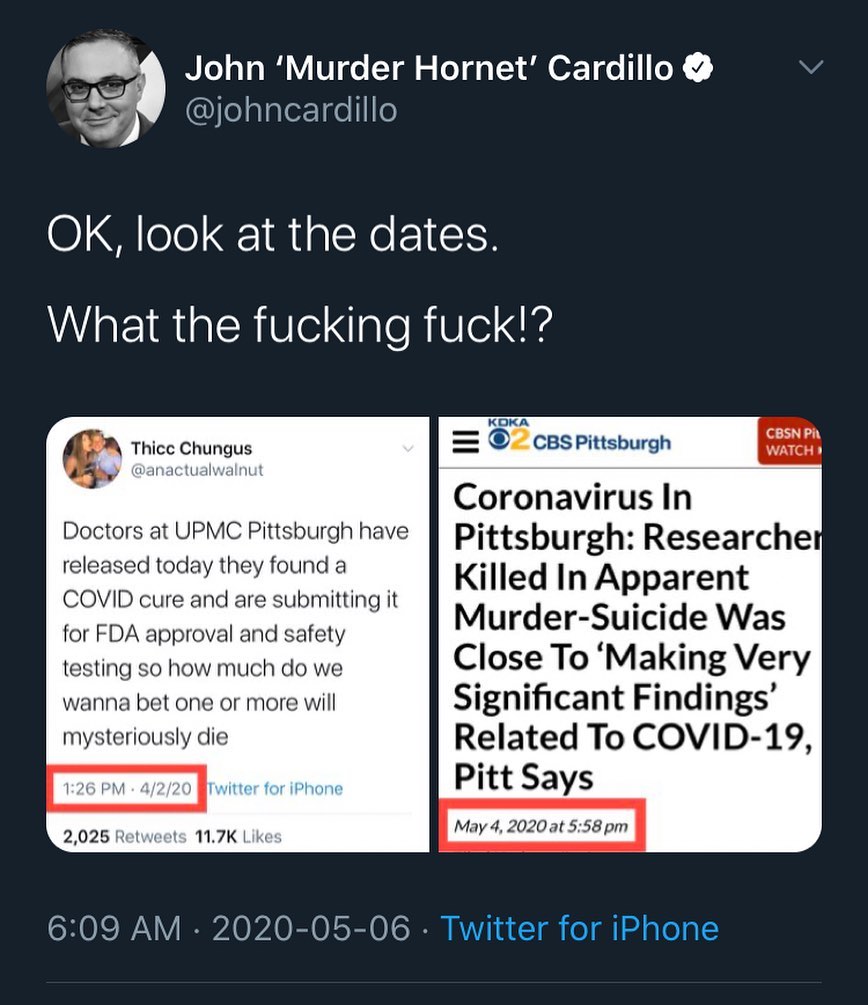 John ‘Murder Hornet’ Cardillo
@johncardillo
OK, look at the dates.
What the fucking fuck!?
Thicc Chungus
@anactualwalnut
Doctors at UPMC Pittsburgh have
released today they found a
COVID cure and are submitting it
for FDA approval and safety
testing so how much do we
wanna bet one or more will
mysteriously die
1:26 PM · 4/2/20 Twitter for iPhone
2,025 Retweets 11.7K Likes
KDKA
2 CBS Pittsburgh
CBSN Pit
WATCH
Coronavirus In
Pittsburgh: Researcher
Killed In Apparent
Murder-Suicide Was
Close To ‘Making Very
Significant Findings’
Related To COVID-19,
Pitt Says
May 4, 2020 at 5:58 pm
6:09 AM · 2020-05-06 · Twitter for iPhone